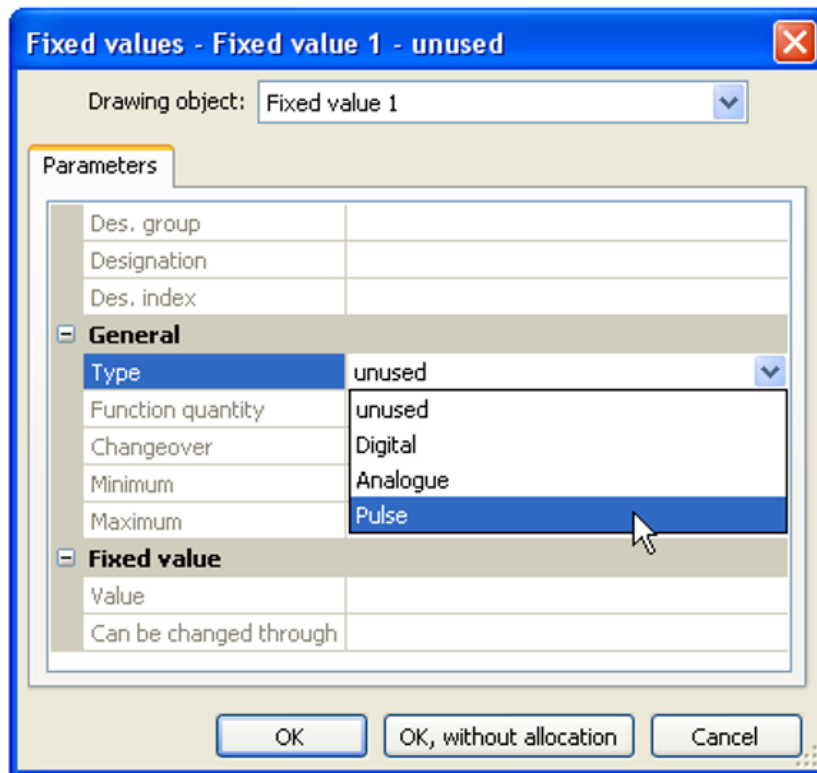 Fixed values - Fixed value 1 - unused
Drawing object: Fixed value 1
Parameters
Des. group
Designation
Des. index
General
Type unused
Function quantity unused
Changeover Digital
Minimum Analogue
Maximum Pulse
Fixed value
Value
Can be changed through
OK OK, without allocation Cancel